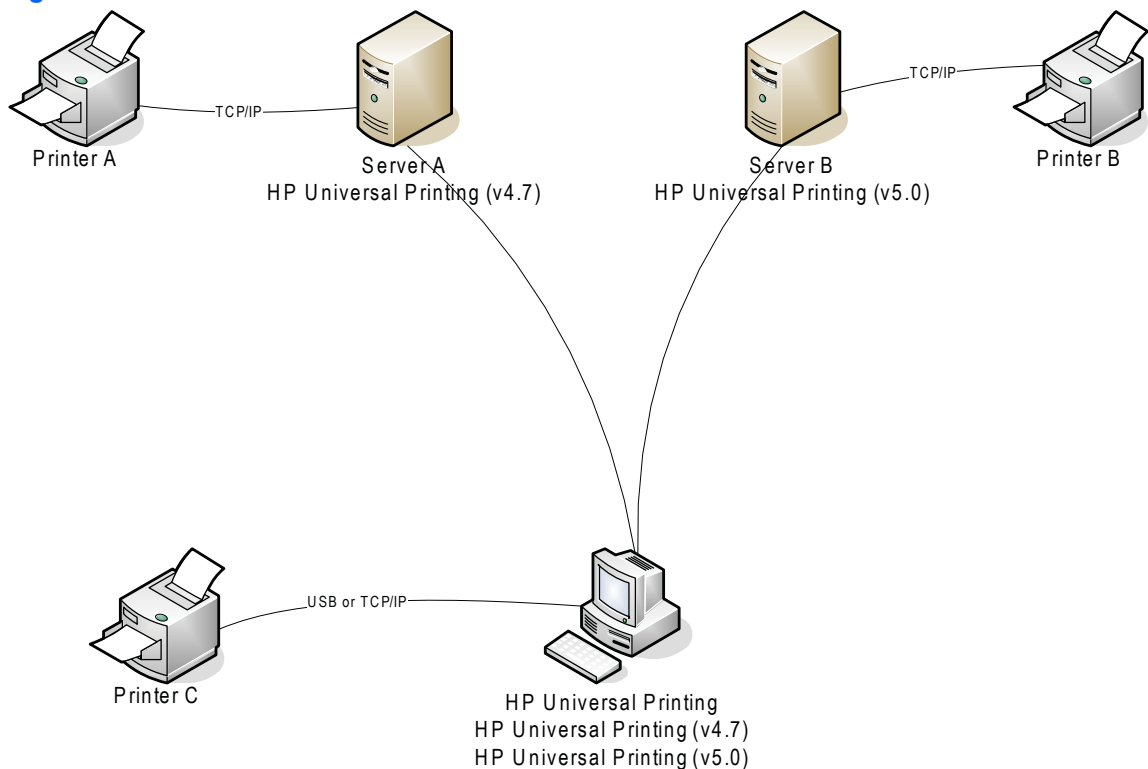 TCP/IP
TCP/IP
Printer A
Server A
HP Universal Printing (v4.7)
Server B
HP Universal Printing (v5.0)
Printer B
USB or TCP/IP
Printer C
HP Universal Printing
HP Universal Printing (v4.7)
HP Universal Printing (v5.0)